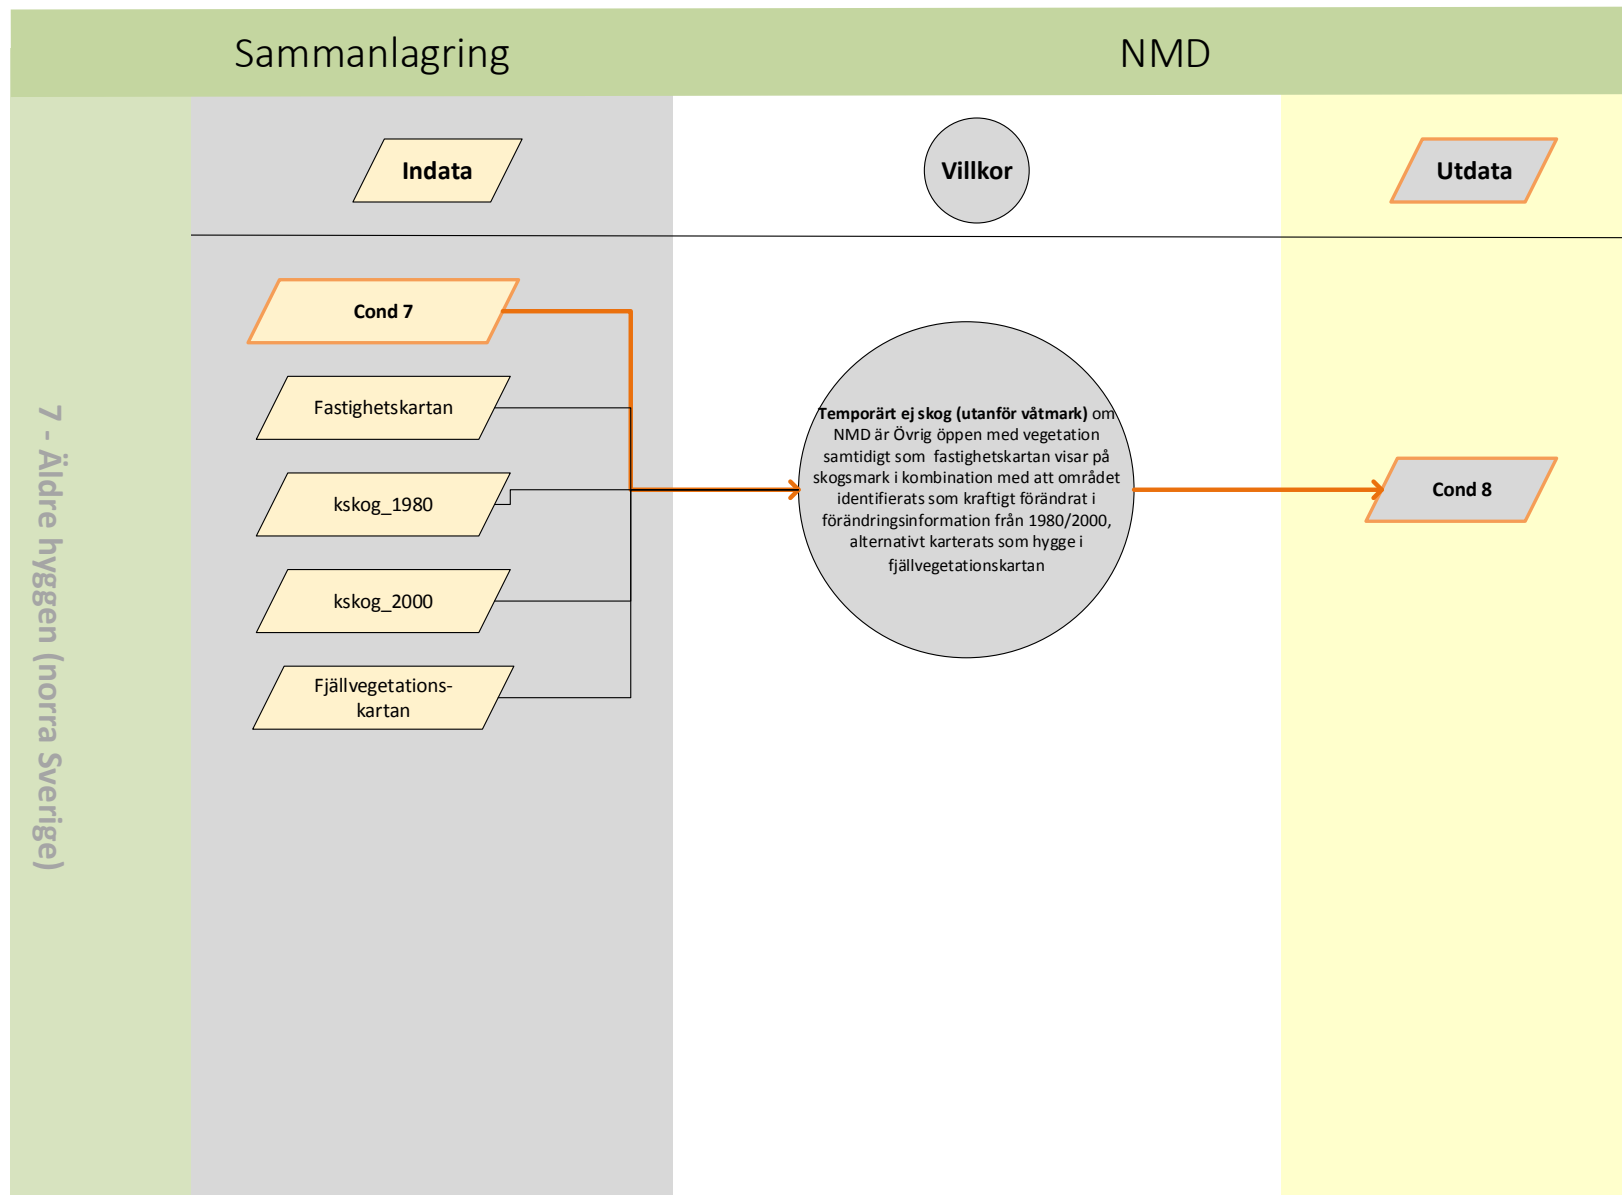 Sammanlagring
NMD
Indata
Villkor
Utdata
7 - Äldre hyggen (norra Sverige)
Cond 7
Fastighetskartan
kskog_1980
kskog_2000
Fjällvegetations-
kartan
Temporärt ej skog (utanför våtmark) om
NMD är Övrig öppen med vegetation
samtidigt som fastighetskartan visar på
skogsmark i kombination med att området
identifierats som kraftigt förändrat i
förändringsinformation från 1980/2000,
alternativt karterats som hygge i
fjällvegetationskartan
Cond 8